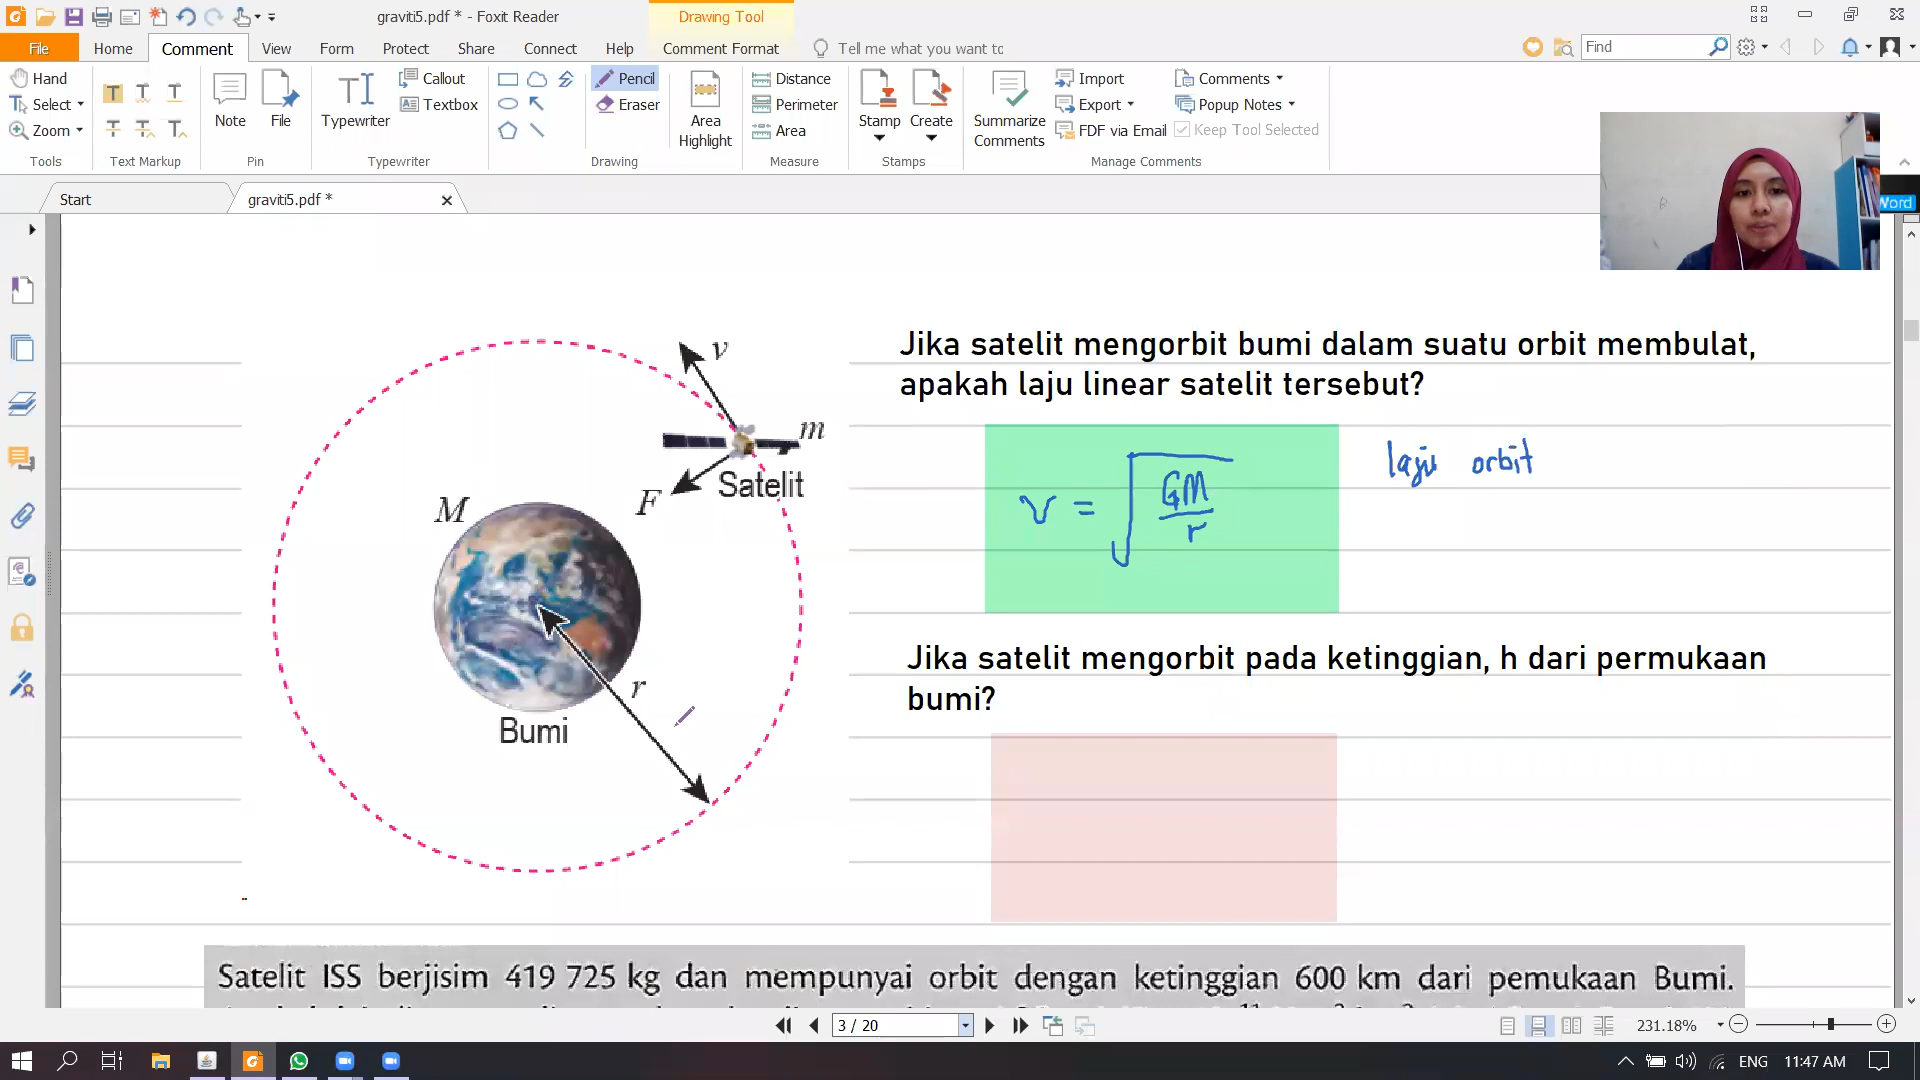 graviti5.pdf * - Foxit Reader
Drawing Tool
File
Home
Comment
View
Form
Protect
Share
Connect
Help
Comment Format
Tell me what you want to
Find
Hand
Select
Zoom
Tools
Text Markup
Note
File
Pin
Typewriter
Callout
Textbox
Typewriter
Pencil
Eraser
Drawing
Area
Highlight
Distance
Perimeter
Area
Measure
Stamp
Create
Stamps
Summarize
Comments
Import
Export
FDF via Email
Comments
Popup Notes
Keep Tool Selected
Manage Comments
Word
Start
graviti5.pdf *
Jika satelit mengorbit bumi dalam suatu orbit membulat,
apakah laju linear satelit tersebut?
v
m
Satelit
F
M
r
Bumi
v = √GM/r
laju orbit
Jika satelit mengorbit pada ketinggian, h dari permukaan
bumi?
Satelit ISS berjisim 419 725 kg dan mempunyai orbit dengan ketinggian 600 km dari pemukaan Bumi.
3 / 20
231.18%
ENG
11:47 AM